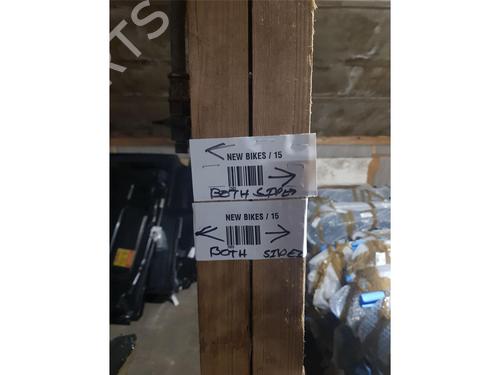 NEW BIKES / 15
BOTH SIDES
NEW BIKES / 15
BOTH SIDES